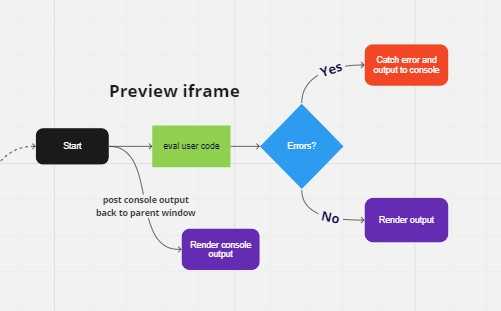 Preview iframe
Start
eval user code
Errors?
Yes
Catch error and
output to console
No
Render output
post console output
back to parent window
Render console
output